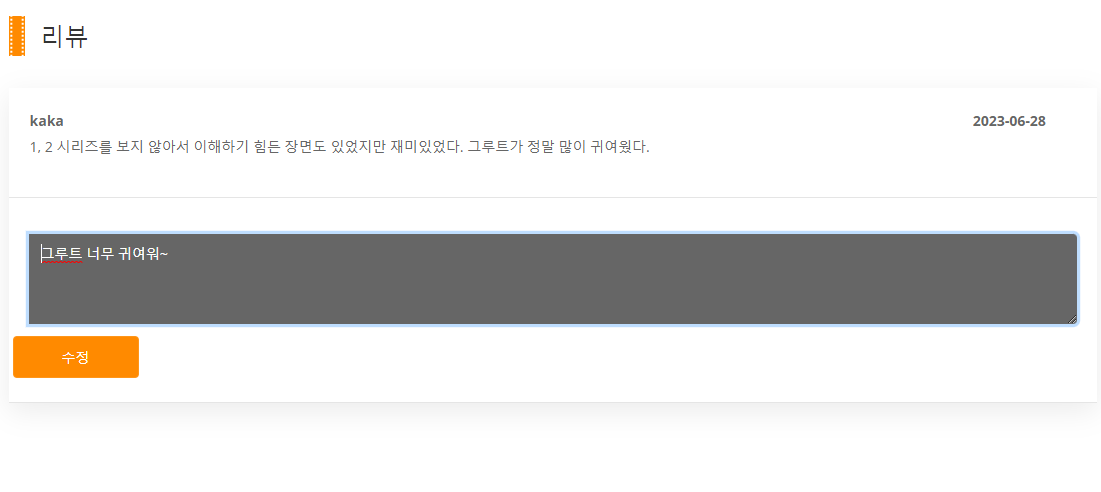 리뷰
kaka 2023-06-28
1, 2 시리즈를 보지 않아서 이해하기 힘든 장면도 있었지만 재미있었다. 그루트가 정말 많이 귀여웠다.
그루트 너무 귀여워~
수정